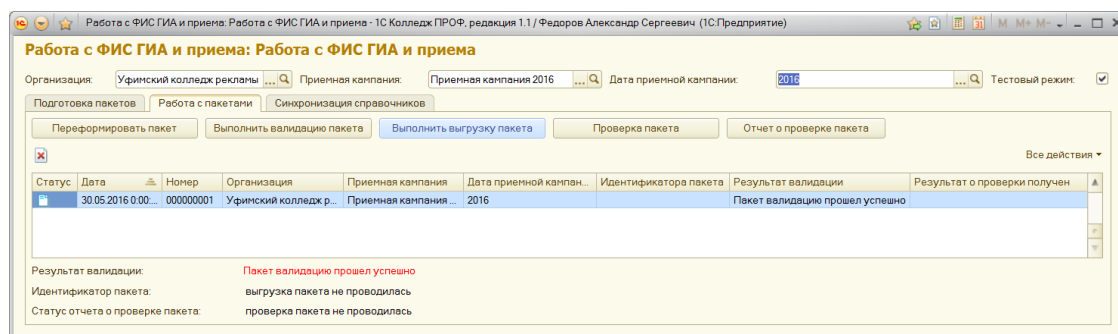 Работа с ФИС ГИА и приема: Работа с ФИС ГИА и приема - 1С Колледж ПРОФ, редакция 1.1 / Федоров Александр Сергеевич (1С:Предприятие) M M+ M-
Работа с ФИС ГИА и приема: Работа с ФИС ГИА и приема
Организация: Уфимский колледж рекламы ... Приемная кампания: Приемная кампания 2016 ... Дата приемной кампании: 2016 ... Тестовый режим:
Подготовка пакетов Работа с пакетами Синхронизация справочников
Переформировать пакет Выполнить валидацию пакета Выполнить выгрузку пакета Проверка пакета Отчет о проверке пакета
Все действия
Статус Дата Номер Организация Приемная кампания Дата приемной кампан... Идентификатора пакета Результат валидации Результат о проверки получен
30.05.2016 0:00:... 000000001 Уфимский колледж р... Приемная кампания ... 2016 Пакет валидацию прошел успешно
Результат валидации: Пакет валидацию прошел успешно
Идентификатор пакета: выгрузка пакета не проводилась
Статус отчета о проверке пакета: проверка пакета не проводилась